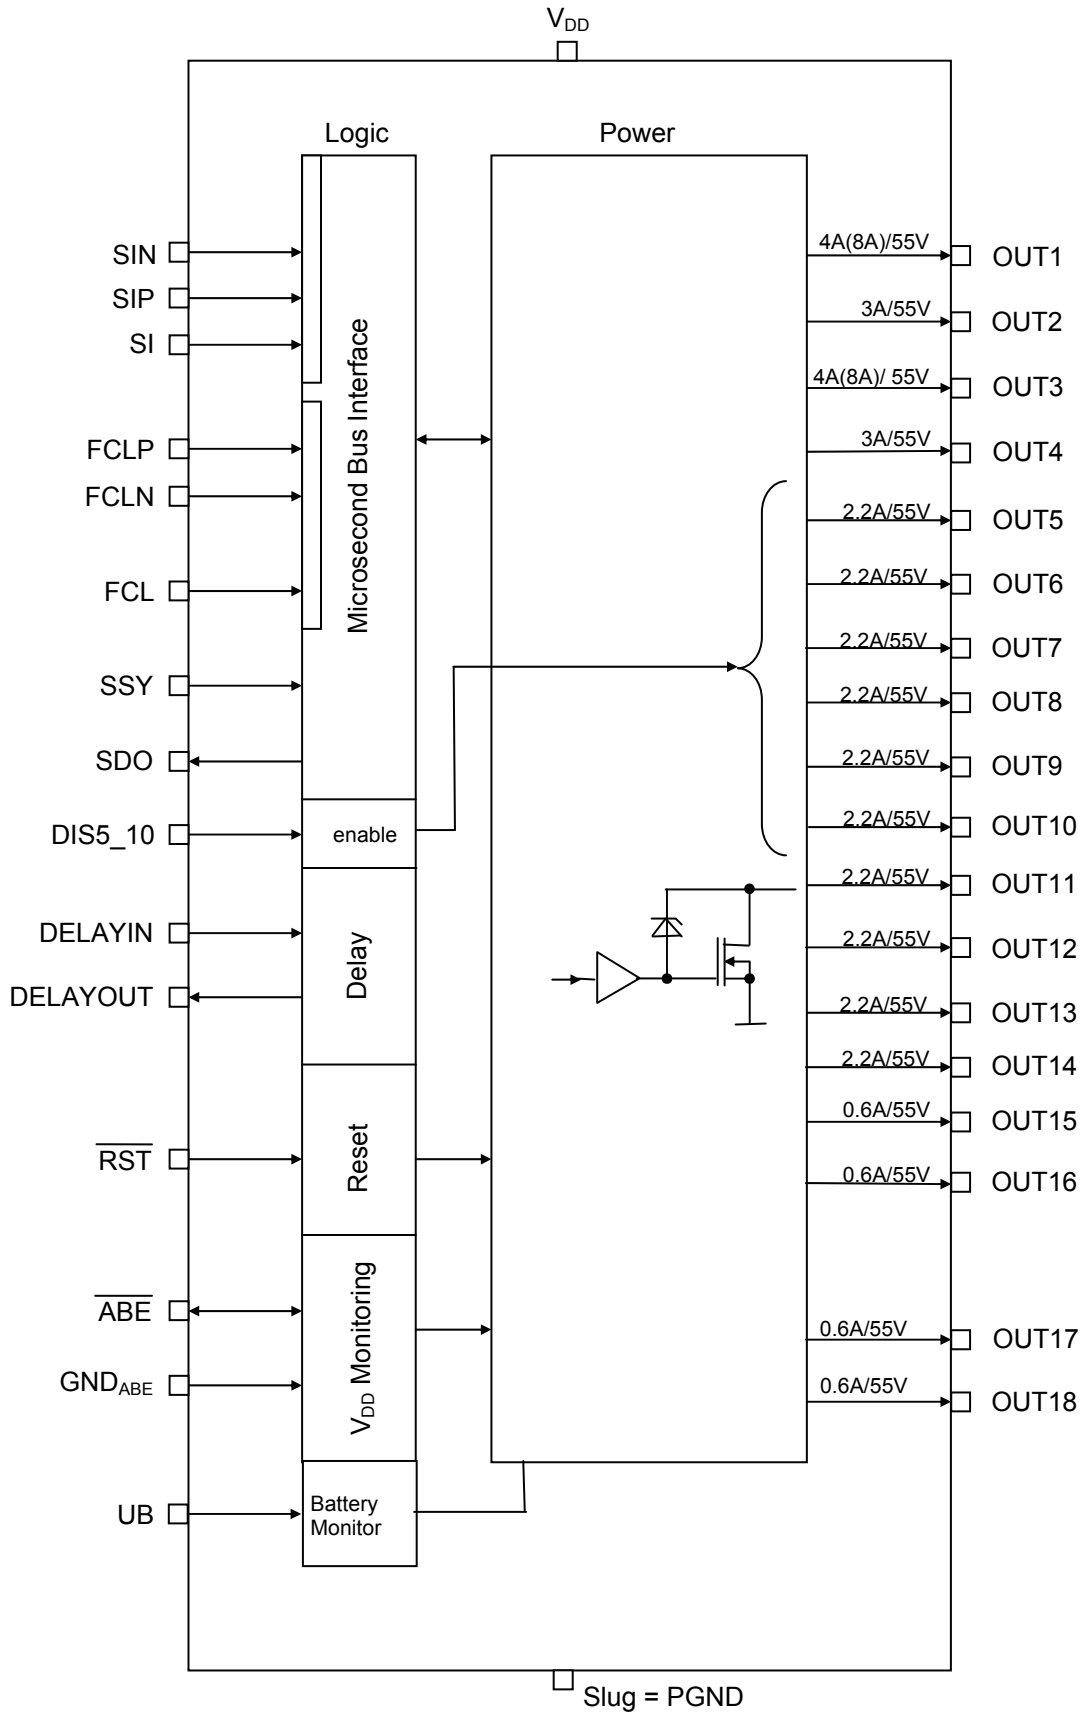 VDD
Logic
Power
SIN
SIP
SI
FCLP
FCLN
FCL
SSY
SDO
DIS5_10
DELAYIN
DELAYOUT
RST
ABE
GNDABE
UB
Microsecond Bus Interface
enable
Delay
Reset
VDD Monitoring
Battery
Monitor
4A(8A)/55V OUT1
3A/55V OUT2
4A(8A)/ 55V OUT3
3A/55V OUT4
2.2A/55V OUT5
2.2A/55V OUT6
2.2A/55V OUT7
2.2A/55V OUT8
2.2A/55V OUT9
2.2A/55V OUT10
2.2A/55V OUT11
2.2A/55V OUT12
2.2A/55V OUT13
2.2A/55V OUT14
0.6A/55V OUT15
0.6A/55V OUT16
0.6A/55V OUT17
0.6A/55V OUT18
Slug = PGND